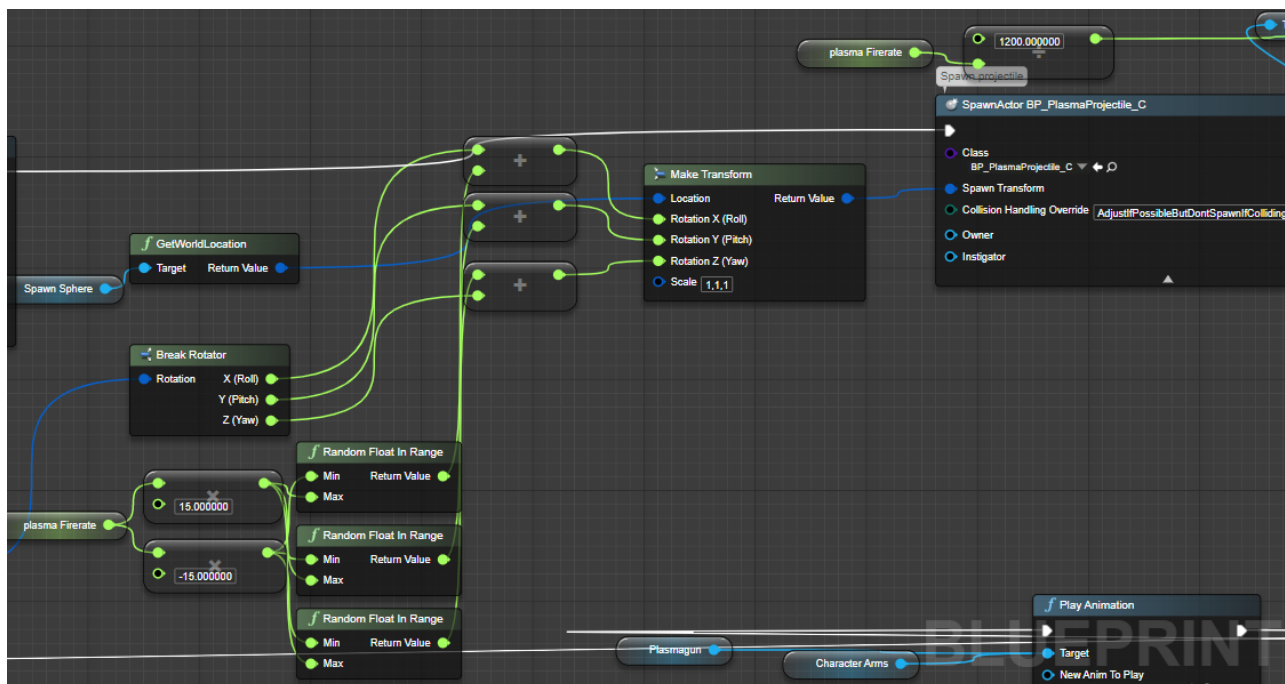 plasma Firerate
1200.000000
Spawn projectile
SpawnActor BP_PlasmaProjectile_C
Class
BP_PlasmaProjectile_C
Spawn Transform
Collision Handling Override AdjustIfPossibleButDontSpawnIfColliding
Owner
Instigator
Make Transform
Location Return Value
Rotation X (Roll)
Rotation Y (Pitch)
Rotation Z (Yaw)
Scale 1,1,1
+
+
+
f GetWorldLocation
Target Return Value
Spawn Sphere
Break Rotator
Rotation X (Roll)
Y (Pitch)
Z (Yaw)
f Random Float In Range
Min Return Value
Max
15.000000
plasma Firerate
f Random Float In Range
Min Return Value
Max
-15.000000
f Random Float In Range
Min Return Value
Max
Plasmagun
Character Arms
f Play Animation
Target
New Anim To Play
BLUEPRINT